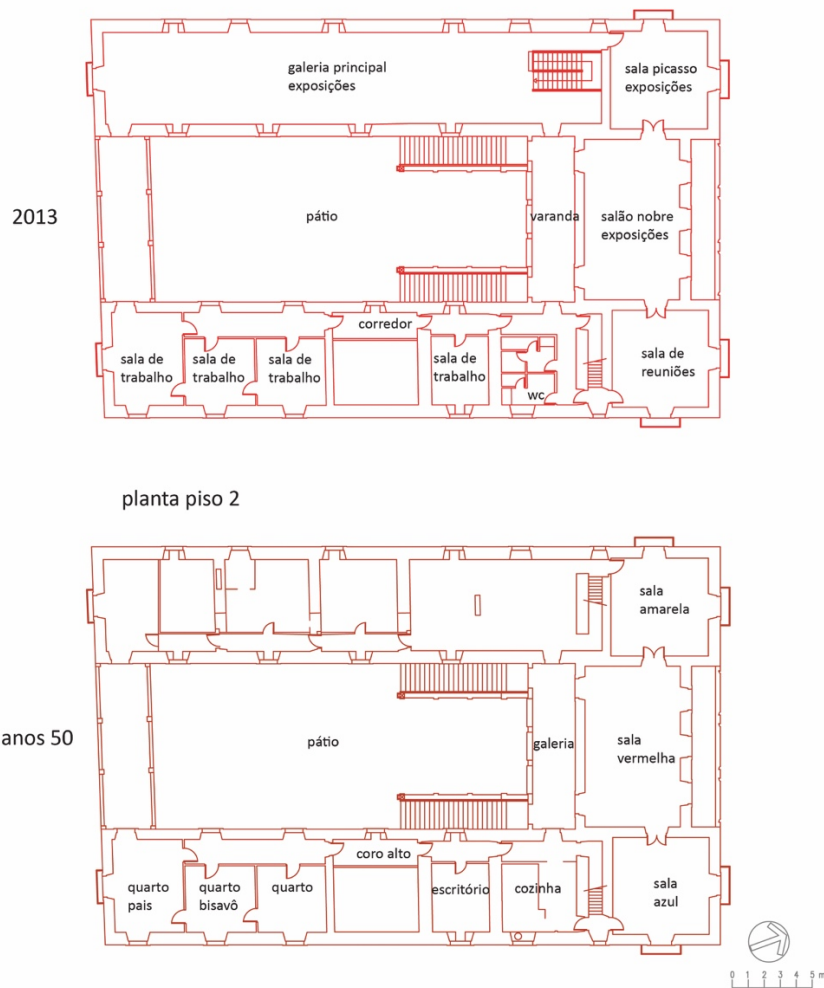 galeria principal
exposições
sala picasso
exposições
2013
pátio
varanda
salão nobre
exposições
corredor
sala de
trabalho
sala de
trabalho
sala de
trabalho
sala de
trabalho
wc
sala de
reuniões
planta piso 2
sala
amarela
anos 50
pátio
galeria
sala
vermelha
coro alto
quarto
pais
quarto
bisavô
quarto
escritório
cozinha
sala
azul
0 1 2 3 4 5 m